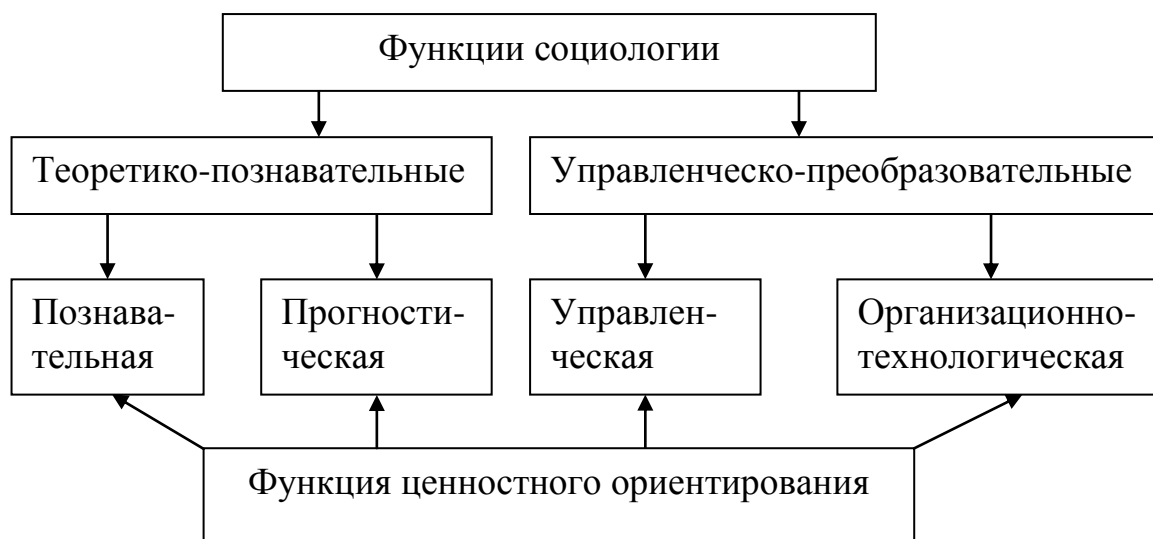 Функции социологии
Теоретико-познавательные
Управленческо-преобразовательные
Познава-
тельная
Прогности-
ческая
Управлен-
ческая
Организационно-
технологическая
Функция ценностного ориентирования